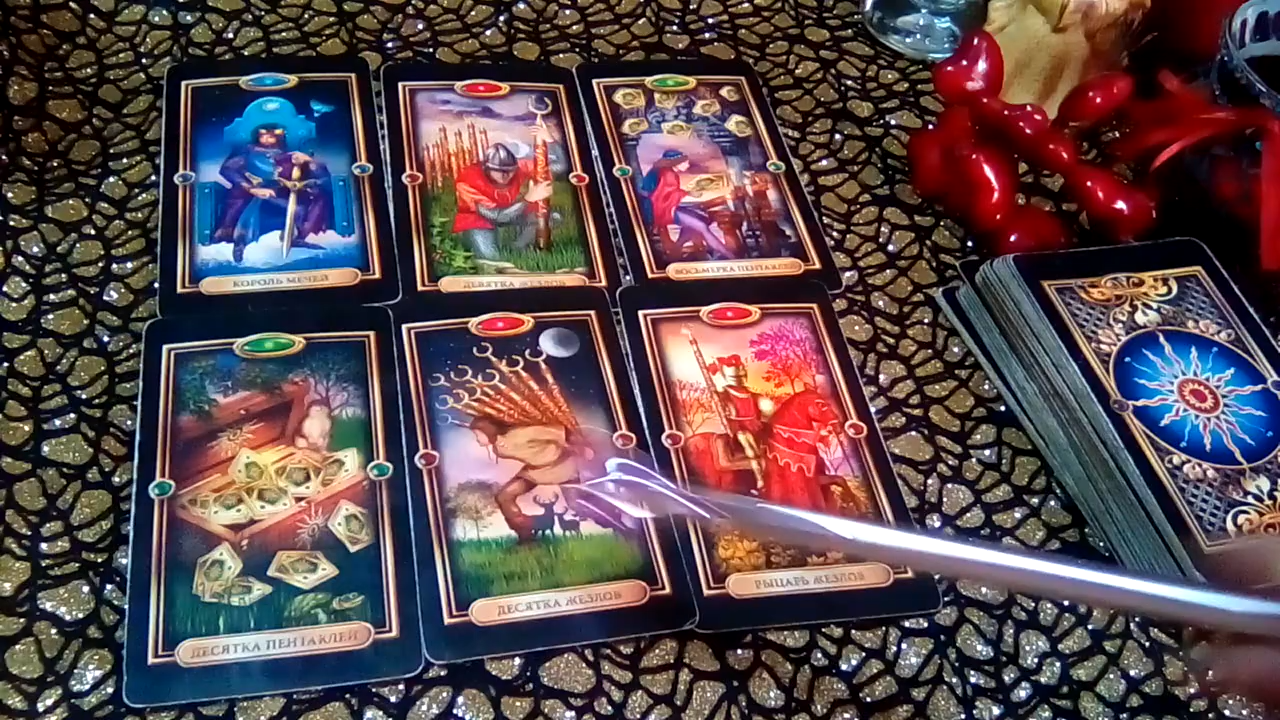 КОРОЛЬ МЕЧЕЙ
ДЕВЯТКА ЖЕЗЛОВ
ВОСЬМЕРКА ПЕНТАКЛЕЙ
ДЕСЯТКА ПЕНТАКЛЕЙ
ДЕСЯТКА ЖЕЗЛОВ
РЫЦАРЬ ЖЕЗЛОВ